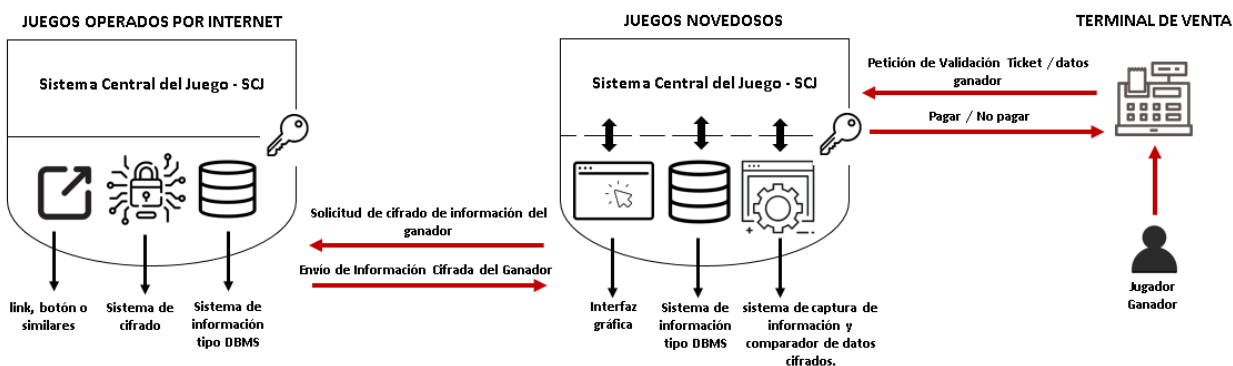 JUEGOS OPERADOS POR INTERNET
Sistema Central del Juego - SCJ
link, botón o
similares
Sistema de
cifrado
Sistema de
información
tipo DBMS
Solicitud de cifrado de información del
ganador
Envío de Información Cifrada del Ganador
JUEGOS NOVEDOSOS
Sistema Central del Juego - SCJ
Interfaz
gráfica
Sistema de
información
tipo DBMS
sistema de captura de
información y
comparador de datos
cifrados.
Petición de Validación Ticket / datos
ganador
Pagar / No pagar
TERMINAL DE VENTA
Jugador
Ganador